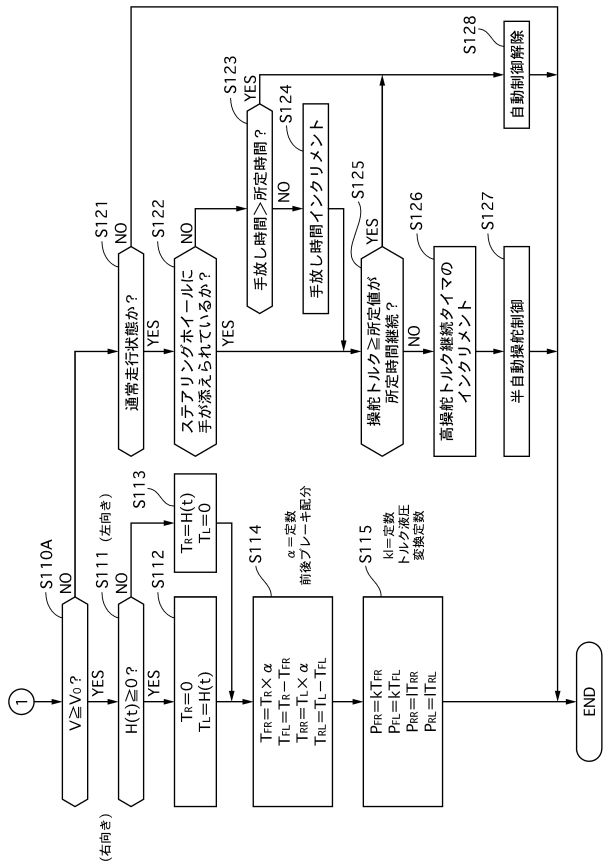 1
S110A
V≧V0?
NO
YES
S111
(右向き)
H(t)≧0?
NO
(左向き)
YES
S112
TR=0
TL=H(t)
S113
TR=H(t)
TL=0
S114
TFR=TR×α
TFL=TR−TFR
TRR=TL×α
TRL=TL−TFL
α=定数
前後ブレーキ配分
S115
PFR=kTFR
PFL=kTFL
PRR=lTRR
PRL=lTRL
kl=定数
トルク液圧
変換定数
S121
通常走行状態か?
NO
YES
S122
ステアリングホイールに
手が添えられているか?
NO
YES
S123
手放し時間>所定時間?
YES
NO
S124
手放し時間インクリメント
S125
操舵トルク≧所定値が
所定時間継続?
YES
NO
S126
高操舵トルク継続タイマの
インクリメント
S127
半自動操舵制御
S128
自動制御解除
END